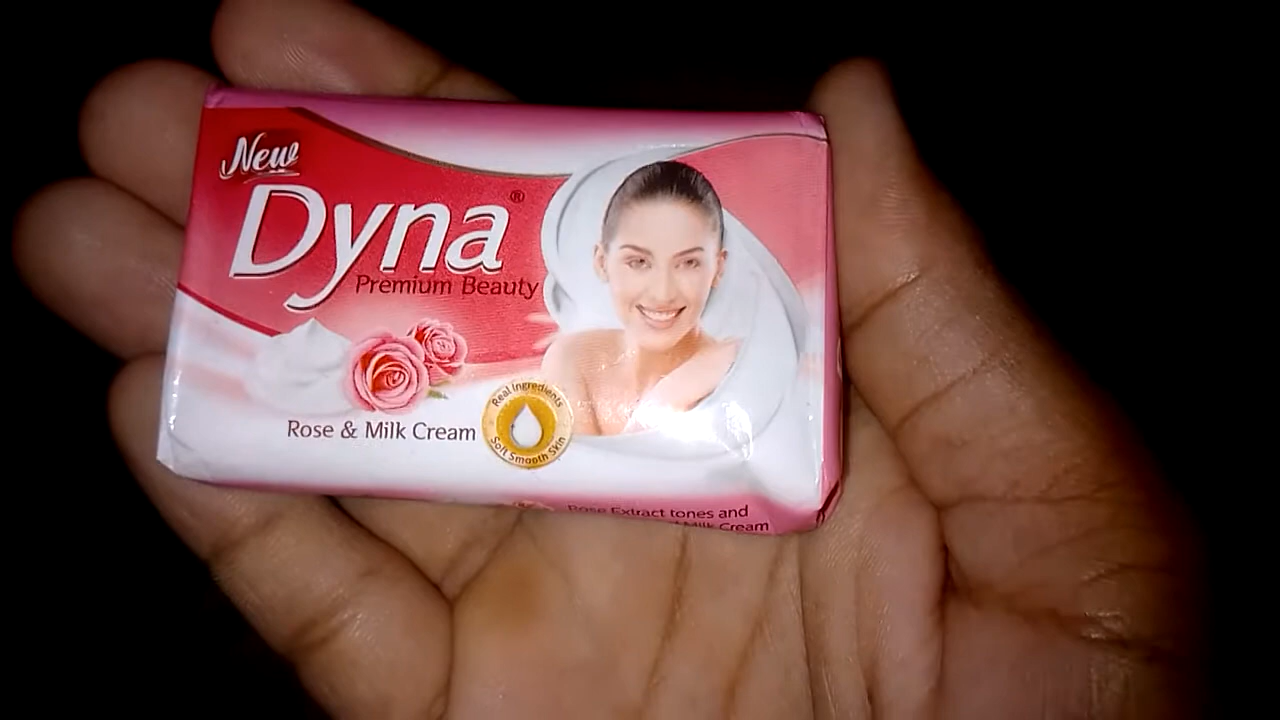 New
Dyna®
Premium Beauty
Rose & Milk Cream
Real Ingredients
Soft Smooth Skin
Rose Extract tones and
Milk Cream